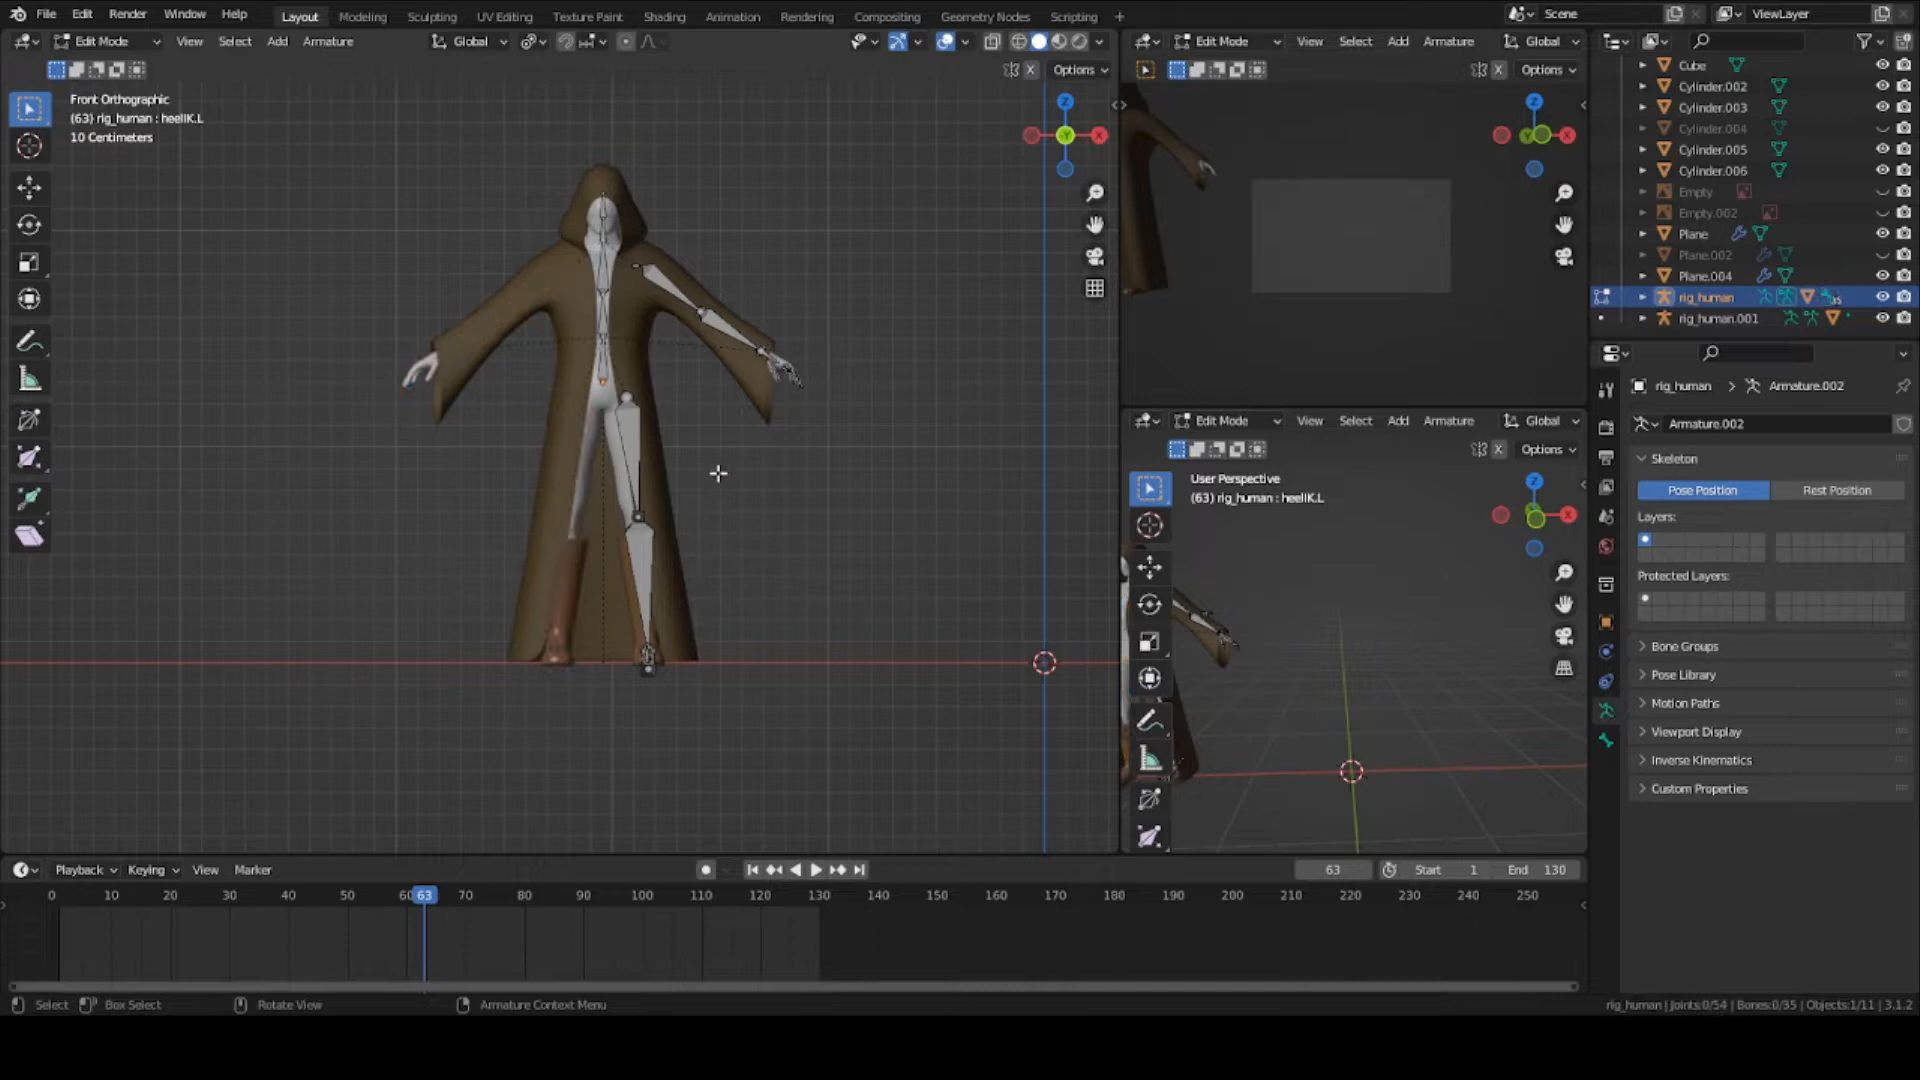 File Edit Render Window Help Layout Modeling Sculpting UV Editing Texture Paint Shading Animation Rendering Compositing Geometry Nodes Scripting + Scene ViewLayer
Edit Mode View Select Add Armature Global
Options
Front Orthographic
(63) rig_human : heelIK.L
10 Centimeters
Z
Y
X
Edit Mode View Select Add Armature Global
X Options
Z
Y
X
Edit Mode View Select Add Armature Global
X Options
User Perspective
(63) rig_human : heelIK.L
Z
X
Cube
Cylinder.002
Cylinder.003
Cylinder.004
Cylinder.005
Cylinder.006
Empty
Empty.002
Plane
Plane.002
Plane.004
rig_human
rig_human.001
rig_human > Armature.002
Armature.002
Skeleton
Pose Position Rest Position
Layers:
Protected Layers:
Bone Groups
Pose Library
Motion Paths
Viewport Display
Inverse Kinematics
Custom Properties
Playback Keying View Marker 63 Start 1 End 130
0 10 20 30 40 50 60 63 70 80 90 100 110 120 130 140 150 160 170 180 190 200 210 220 230 240 250
Select Box Select Rotate View Armature Context Menu rig_human | Joints:0/54 | Bones:0/35 | Objects:1/11 | 3.1.2